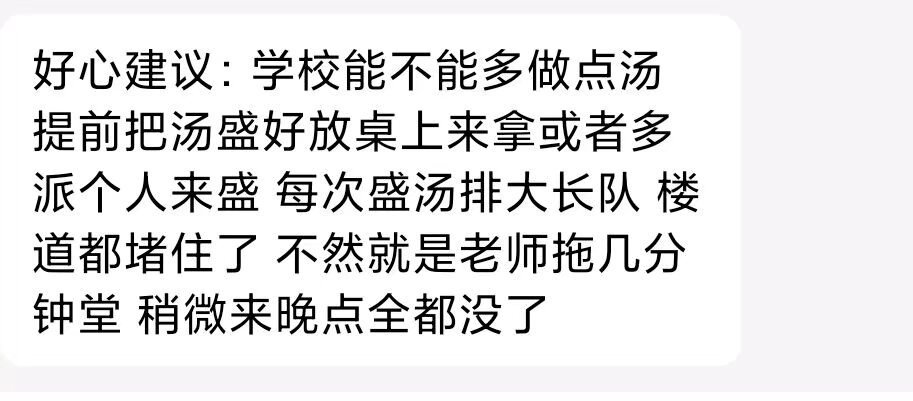 好心建议：学校能不能多做点汤
提前把汤盛好放桌上来拿或者多
派个人来盛 每次盛汤排大长队 楼
道都堵住了 不然就是老师拖几分
钟堂 稍微来晚点全都没了